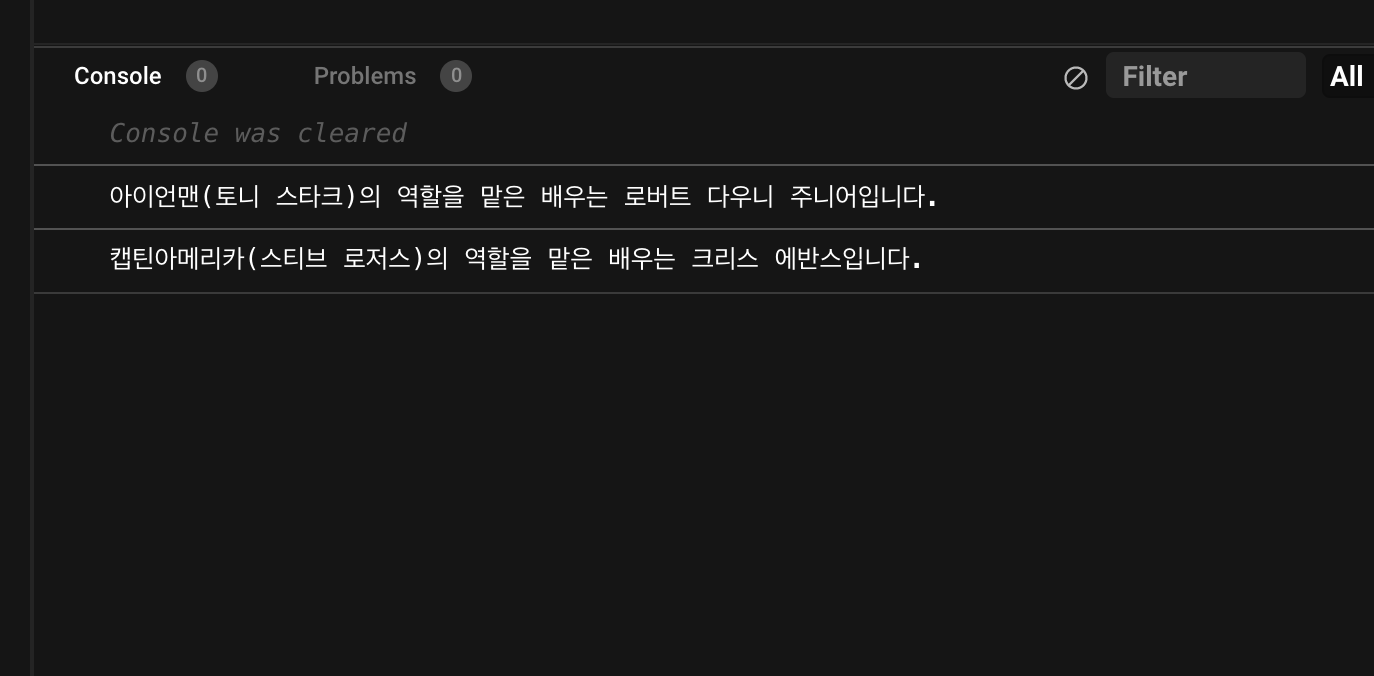 Console 0 Problems 0 Filter All
Console was cleared
아이언맨(토니 스타크)의 역할을 맡은 배우는 로버트 다우니 주니어입니다.
캡틴아메리카(스티브 로저스)의 역할을 맡은 배우는 크리스 에반스입니다.